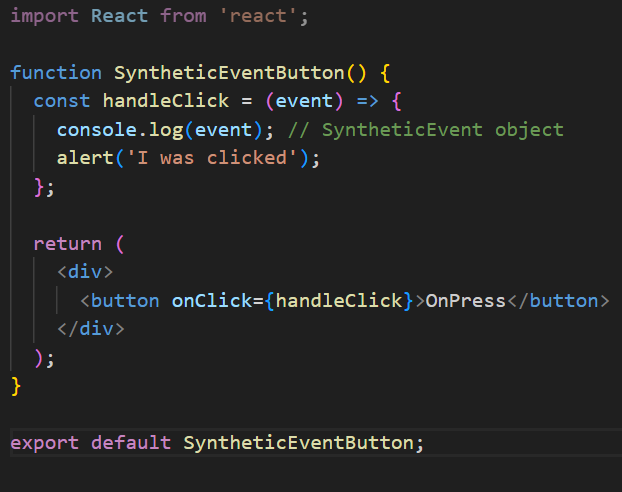 import React from 'react';
function SyntheticEventButton() {
  const handleClick = (event) => {
    console.log(event); // SyntheticEvent object
    alert('I was clicked');
  };
  return (
    <div>
      <button onClick={handleClick}>OnPress</button>
    </div>
  );
}
export default SyntheticEventButton;